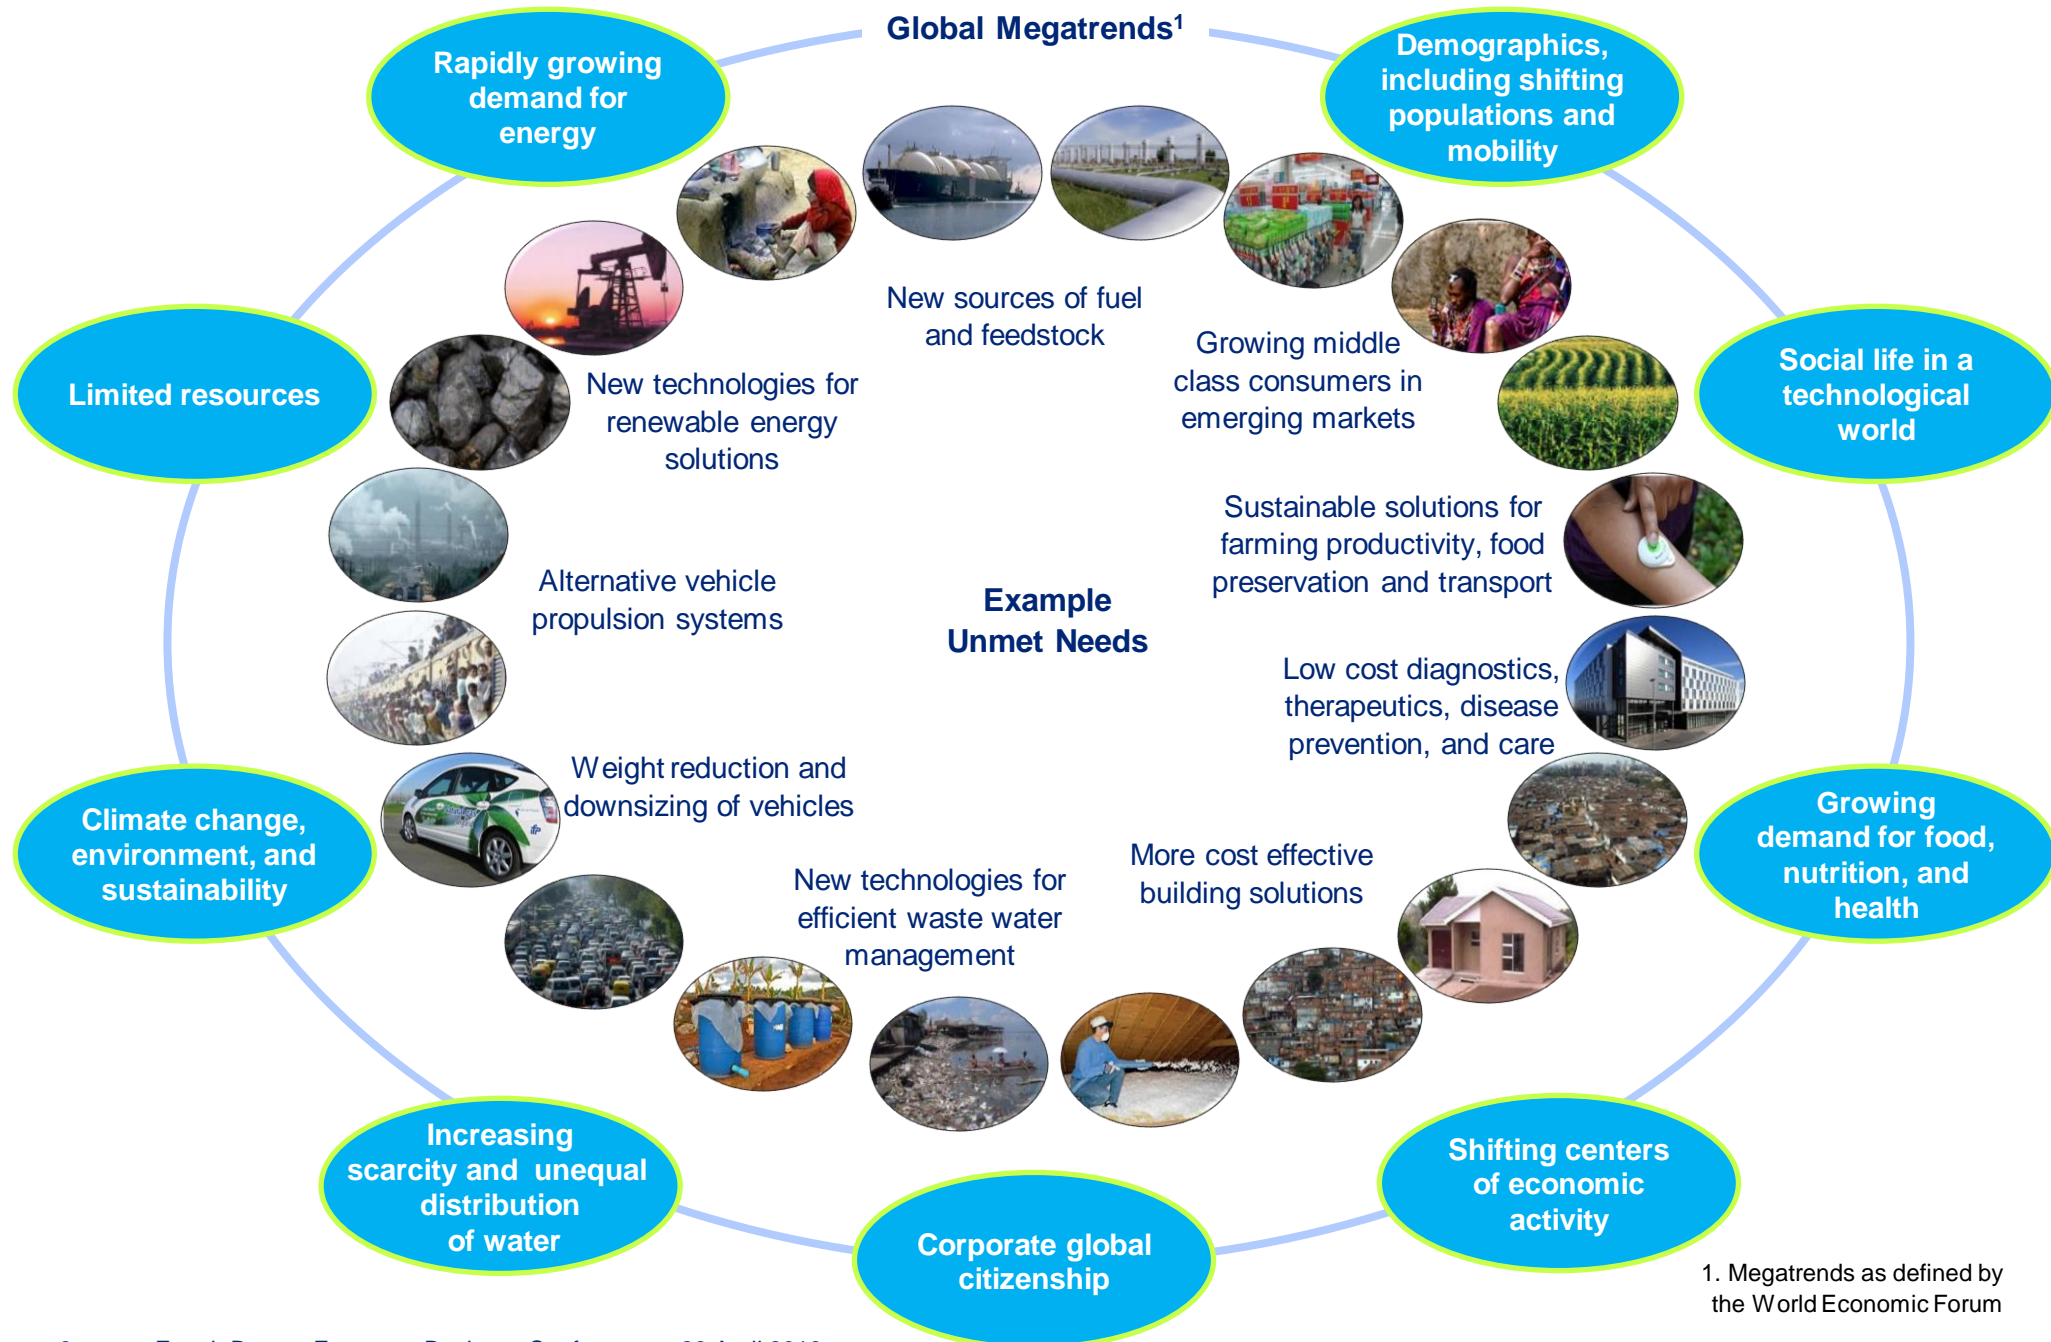 Global Megatrends¹
Rapidly growing
demand for
energy
Demographics,
including shifting
populations and
mobility
Limited resources
Social life in a
technological
world
New sources of fuel
and feedstock
New technologies for
renewable energy
solutions
Growing middle
class consumers in
emerging markets
Sustainable solutions for
farming productivity, food
preservation and transport
Alternative vehicle
propulsion systems
Example
Unmet Needs
Low cost diagnostics,
therapeutics, disease
prevention, and care
Weight reduction and
downsizing of vehicles
Climate change,
environment, and
sustainability
Growing
demand for food,
nutrition, and
health
New technologies for
efficient waste water
management
More cost effective
building solutions
Increasing
scarcity and unequal
distribution
of water
Corporate global
citizenship
Shifting centers
of economic
activity
1. Megatrends as defined by
the World Economic Forum